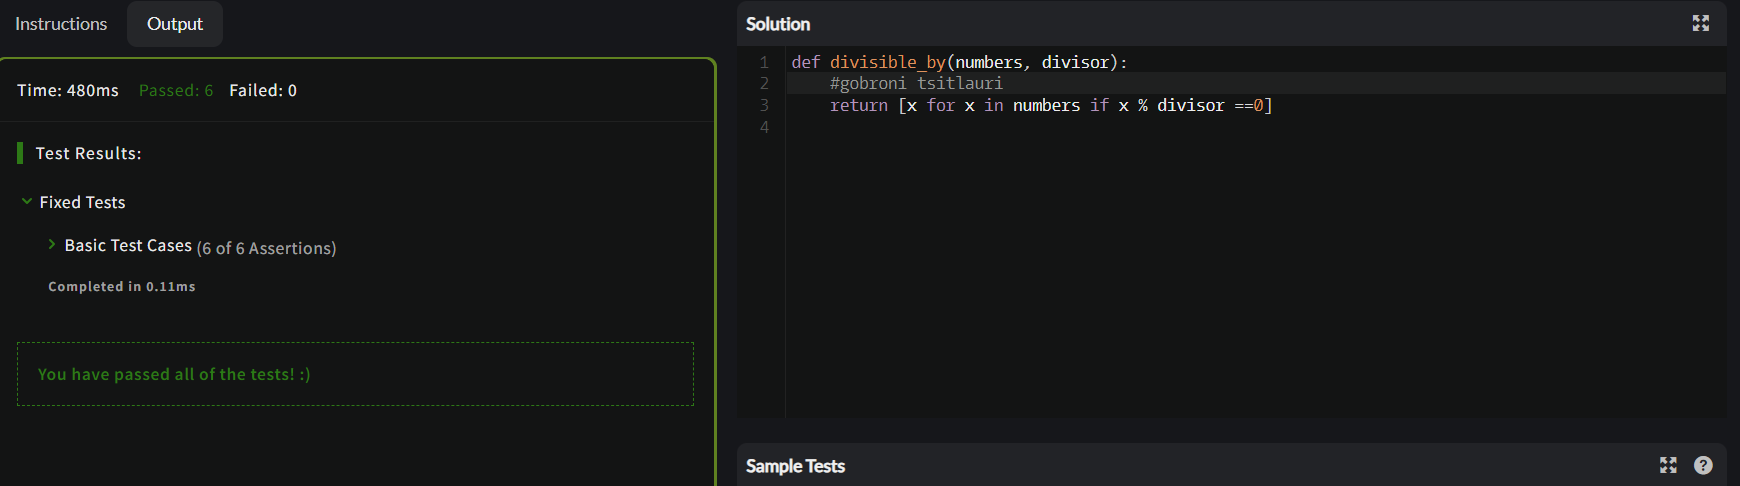 Instructions
Output
Time: 480ms Passed: 6 Failed: 0
Test Results:
Fixed Tests
Basic Test Cases (6 of 6 Assertions)
Completed in 0.11ms
You have passed all of the tests! :)
Solution
1 def divisible_by(numbers, divisor):
2     #gobroni tsitlauri
3     return [x for x in numbers if x % divisor ==0]
4
Sample Tests
?